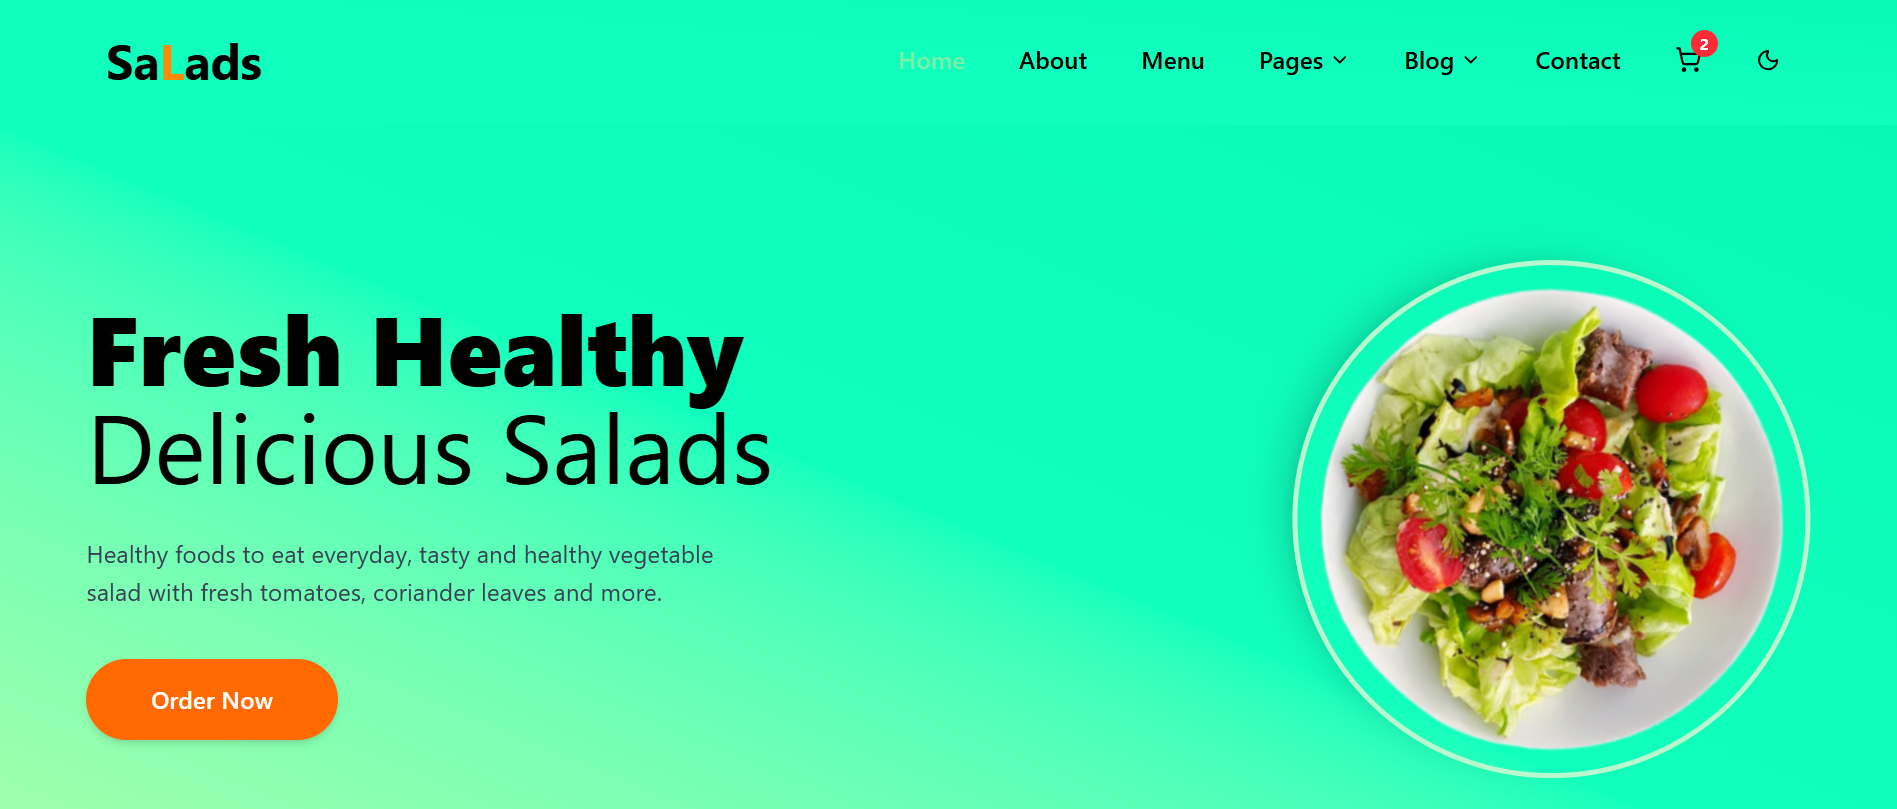 SaLads
Home About Menu Pages Blog Contact 2
Fresh Healthy
Delicious Salads
Healthy foods to eat everyday, tasty and healthy vegetable
salad with fresh tomatoes, coriander leaves and more.
Order Now